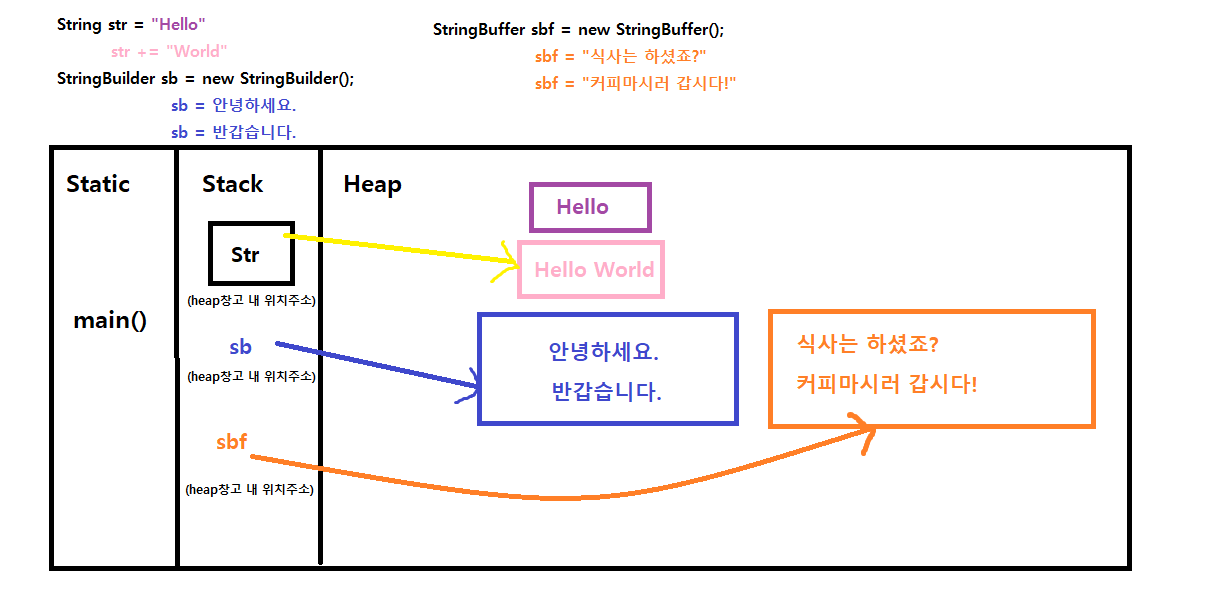 String str = "Hello"
str += "World"
StringBuilder sb = new StringBuilder();
sb = 안녕하세요.
sb = 반갑습니다.
StringBuffer sbf = new StringBuffer();
sbf = "식사는 하셨죠?"
sbf = "커피마시러 갑시다!"
Static
main()
Stack
Str
(heap창고 내 위치주소)
sb
(heap창고 내 위치주소)
sbf
(heap창고 내 위치주소)
Heap
Hello
Hello World
안녕하세요.
반갑습니다.
식사는 하셨죠?
커피마시러 갑시다!